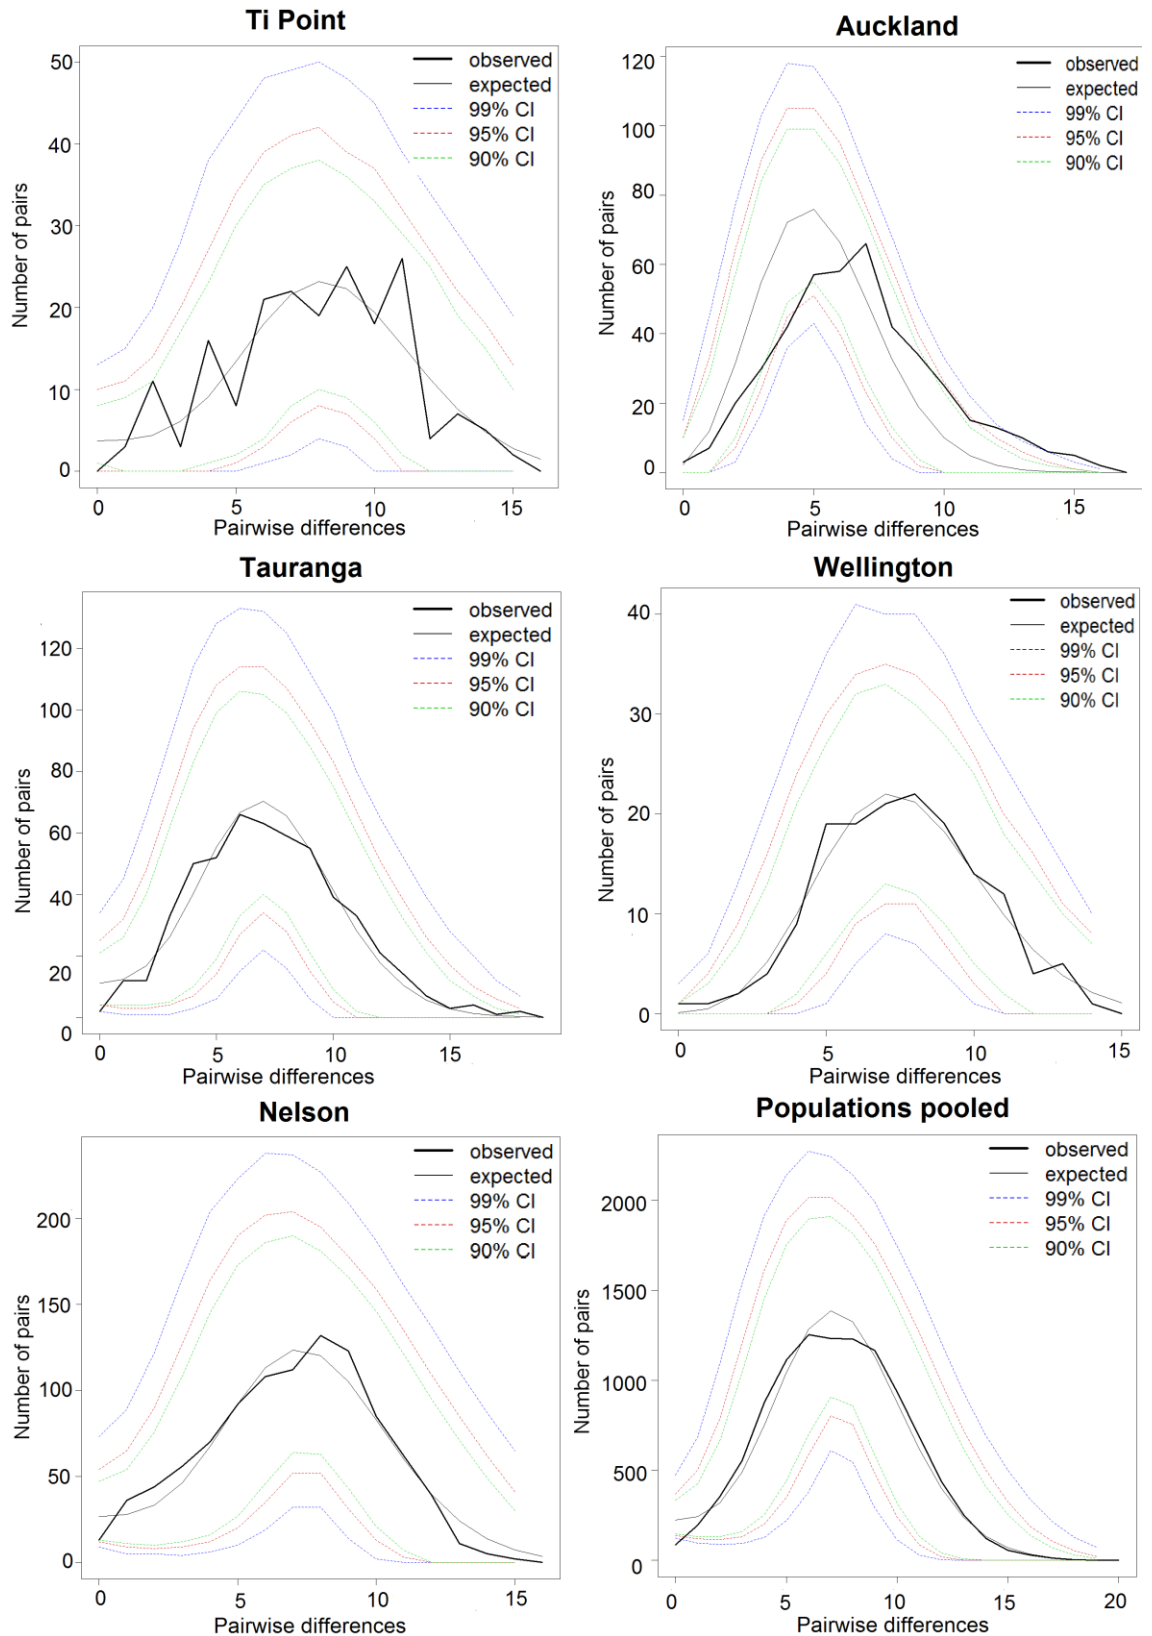 Ti Point
50
40
30
20
10
0
0 5 10 15
Number of pairs
Pairwise differences
observed
expected
99% CI
95% CI
90% CI
Auckland
120
100
80
60
40
20
0
0 5 10 15
Number of pairs
Pairwise differences
observed
expected
99% CI
95% CI
90% CI
Tauranga
120
100
80
60
40
20
0
0 5 10 15
Number of pairs
Pairwise differences
observed
expected
99% CI
95% CI
90% CI
Wellington
40
30
20
10
0
0 5 10 15
Number of pairs
Pairwise differences
observed
expected
99% CI
95% CI
90% CI
Nelson
200
150
100
50
0
0 5 10 15
Number of pairs
Pairwise differences
observed
expected
99% CI
95% CI
90% CI
Populations pooled
2000
1500
1000
500
0
0 5 10 15 20
Number of pairs
Pairwise differences
observed
expected
99% CI
95% CI
90% CI